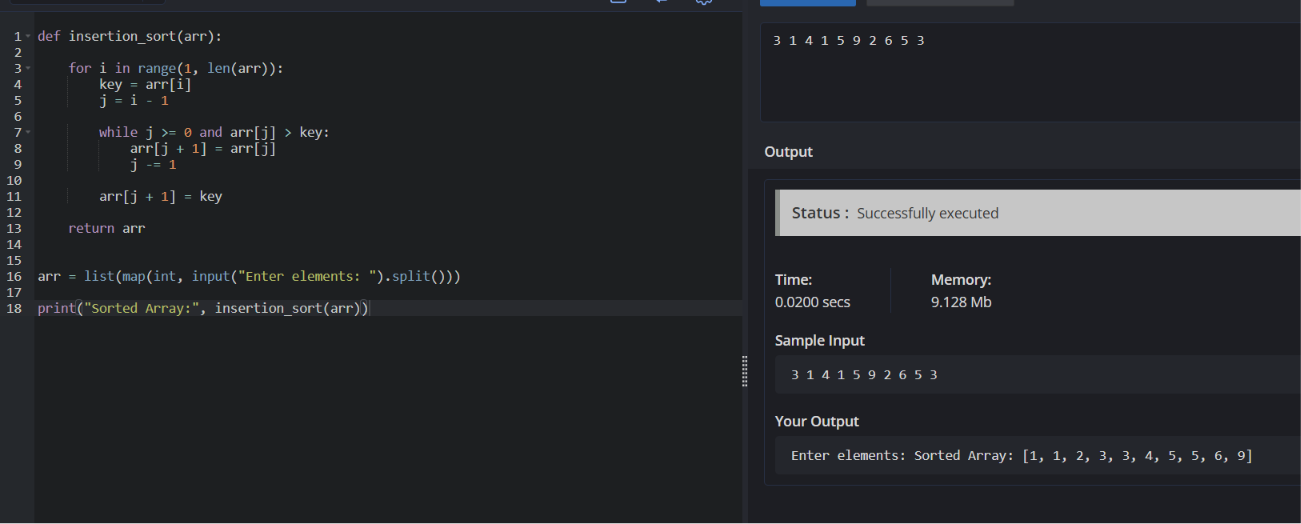 1 def insertion_sort(arr):
2
3     for i in range(1, len(arr)):
4         key = arr[i]
5         j = i - 1
6
7         while j >= 0 and arr[j] > key:
8             arr[j + 1] = arr[j]
9             j -= 1
10
11         arr[j + 1] = key
12
13     return arr
14
15
16 arr = list(map(int, input("Enter elements: ").split()))
17
18 print("Sorted Array:", insertion_sort(arr))
3 1 4 1 5 9 2 6 5 3
Output
Status : Successfully executed
Time: Memory:
0.0200 secs 9.128 Mb
Sample Input
3 1 4 1 5 9 2 6 5 3
Your Output
Enter elements: Sorted Array: [1, 1, 2, 3, 3, 4, 5, 5, 6, 9]